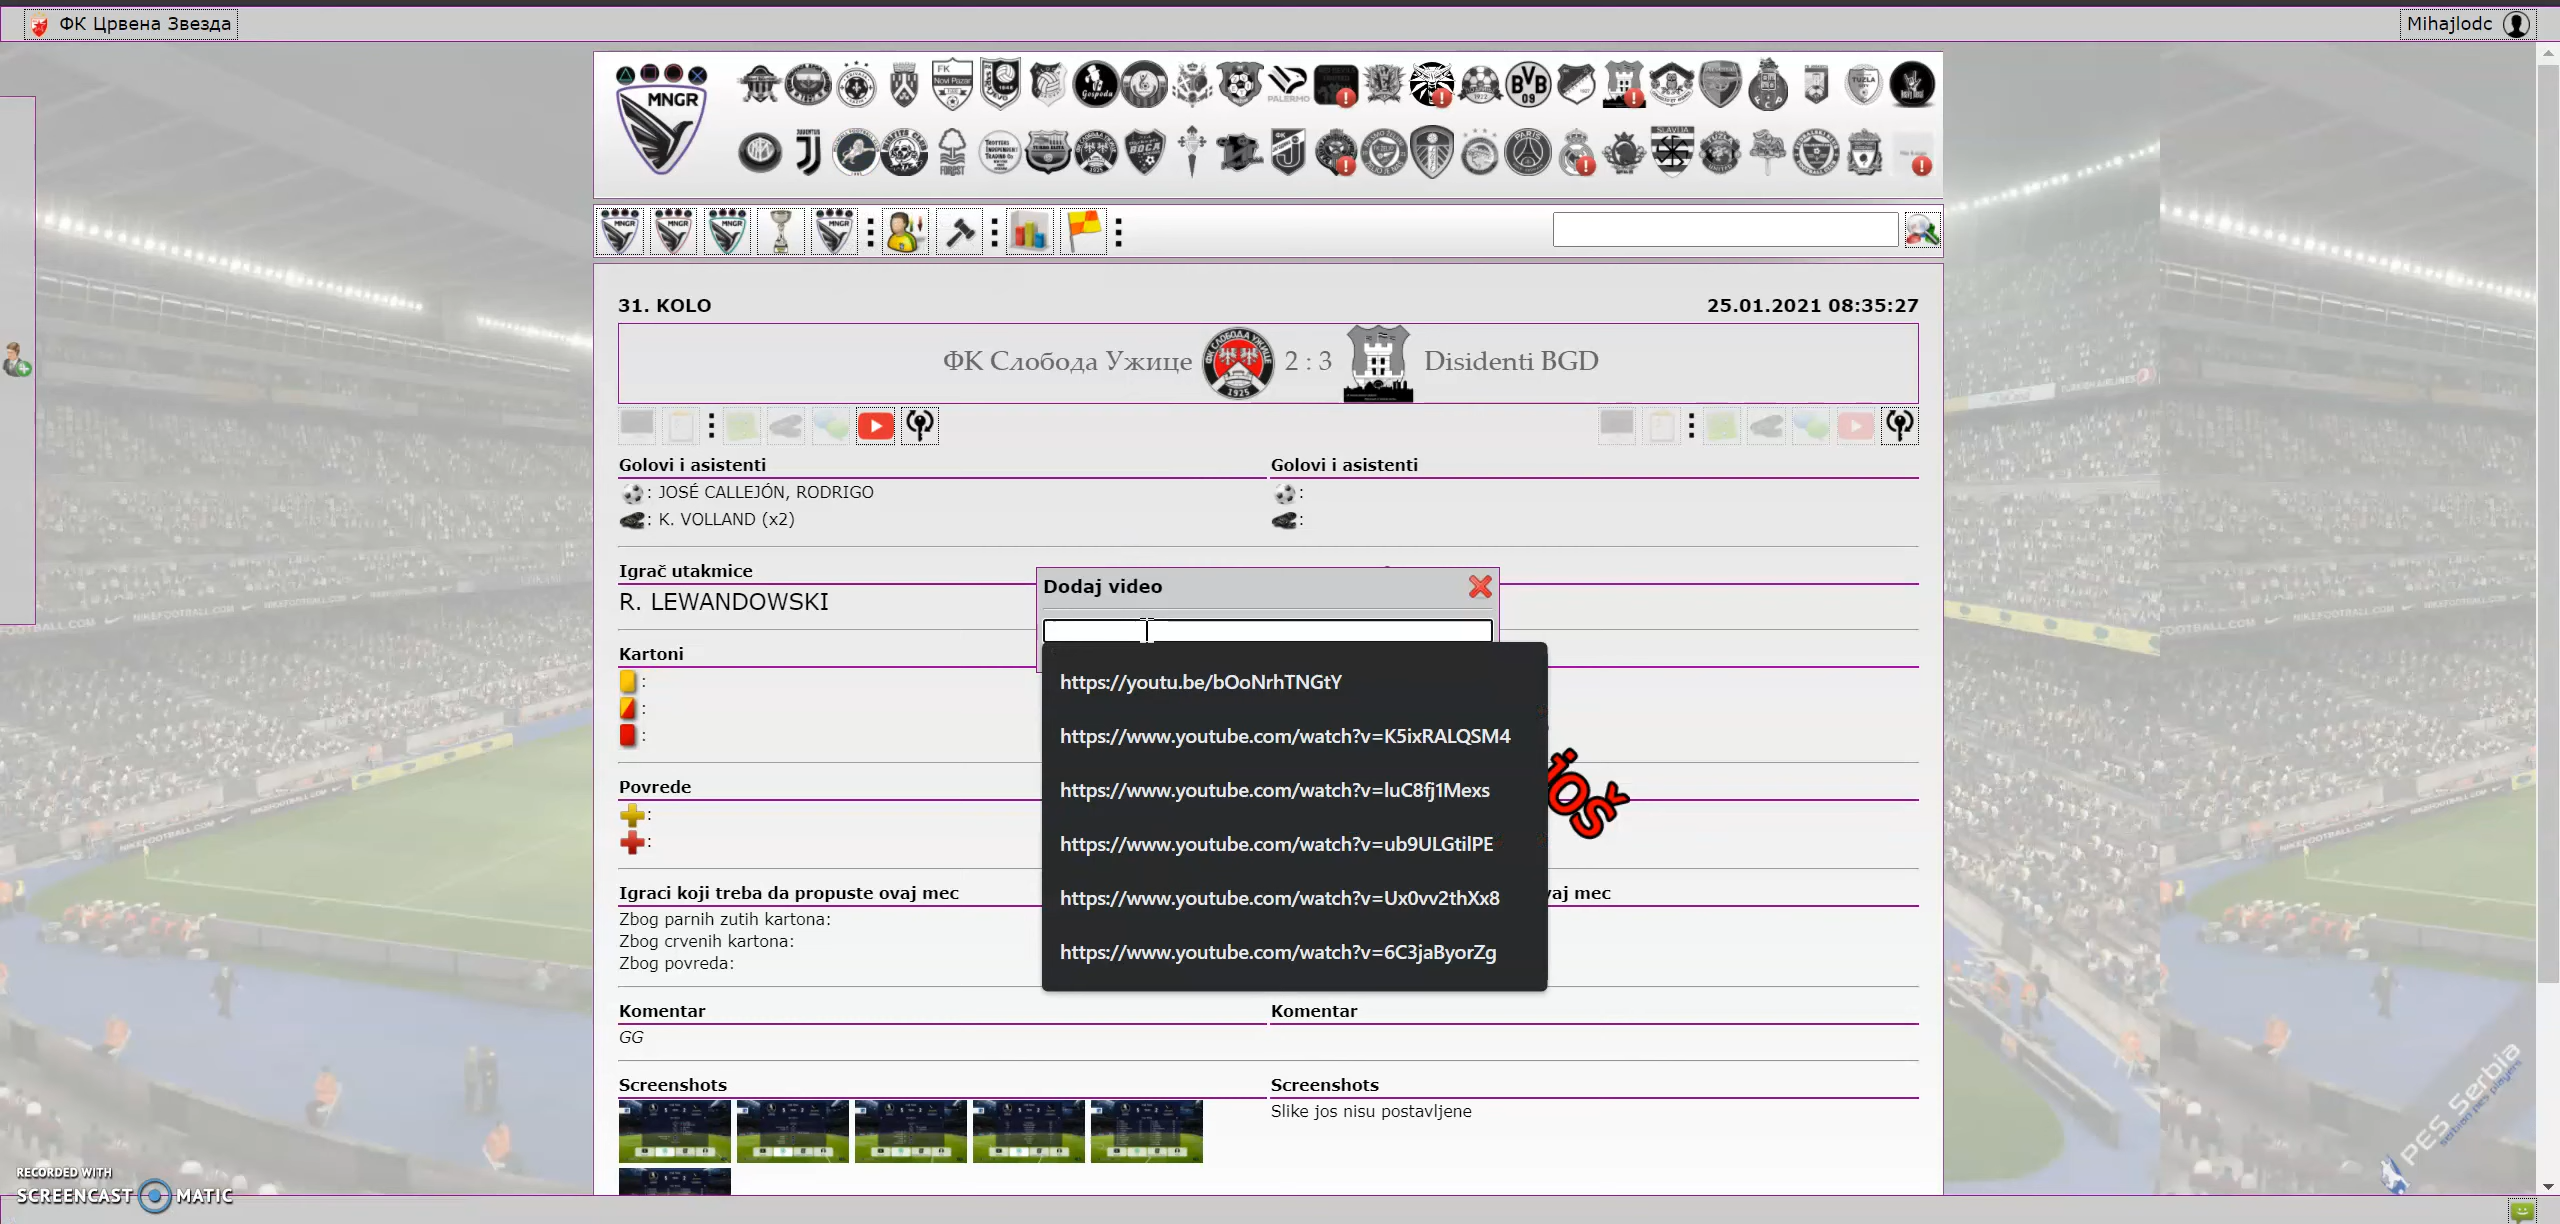 ФК Црвена Звезда
Mihajlodc
MNGR
31. KOLO
25.01.2021 08:35:27
ФК Слобода Ужице
2 : 3
Disidenti BGD
Golovi i asistenti
: JOSÉ CALLEJÓN, RODRIGO
: K. VOLLAND (x2)
Golovi i asistenti
:
:
Igrač utakmice
R. LEWANDOWSKI
Dodaj video
https://youtu.be/bOoNrhTNGtY
https://www.youtube.com/watch?v=K5ixRALQSM4
https://www.youtube.com/watch?v=luC8fj1Mexs
https://www.youtube.com/watch?v=ub9ULGtilPE
https://www.youtube.com/watch?v=Ux0vv2thXx8
https://www.youtube.com/watch?v=6C3jaByorZg
Kartoni
:
:
:
još
Povrede
:
:
Igraci koji treba da propuste ovaj mec
Zbog parnih zutih kartona:
Zbog crvenih kartona:
Zbog povreda:
vaj mec
Komentar
GG
Komentar
Screenshots
Screenshots
Slike jos nisu postavljene
RECORDED WITH
SCREENCAST MATIC
PES Serbia